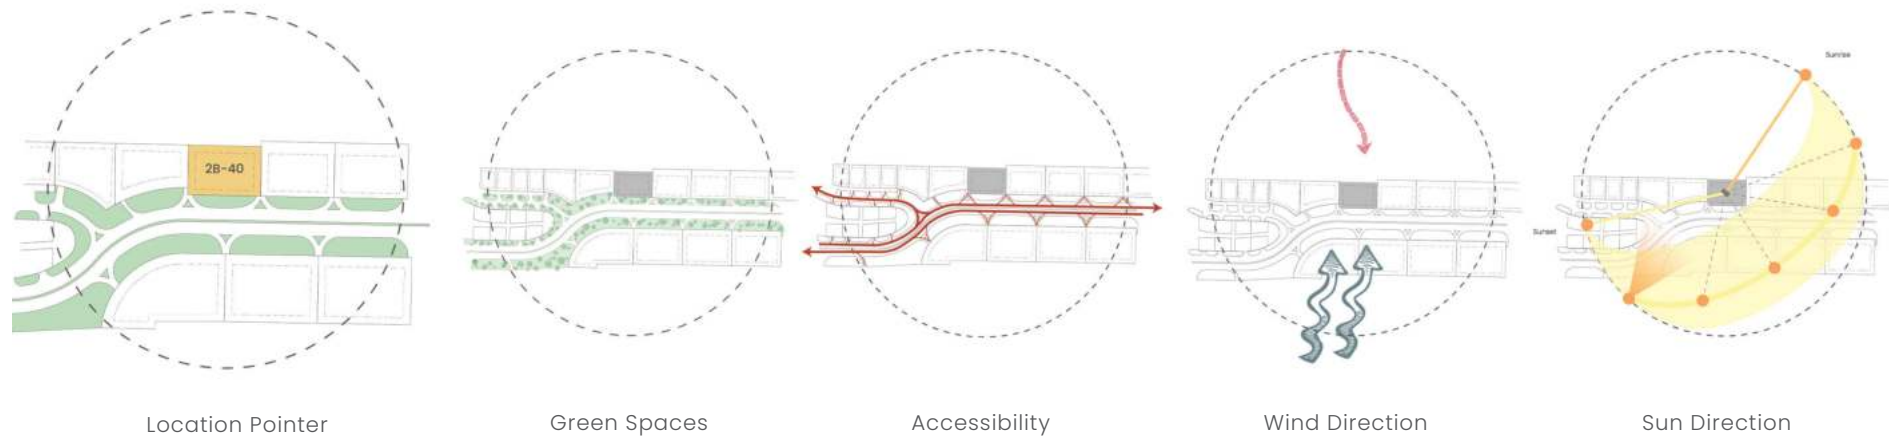 Sunrise
2B-40
Sunset
Location Pointer
Green Spaces
Accessibility
Wind Direction
Sun Direction